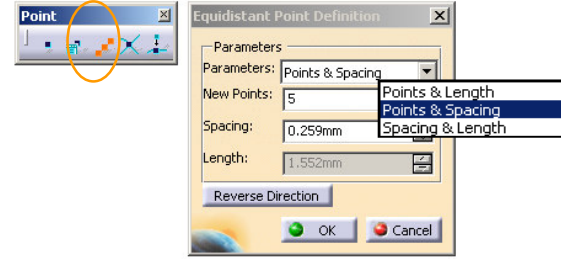 Point
Equidistant Point Definition
Parameters
Parameters: Points & Spacing
Points & Length
Points & Spacing
Spacing & Length
New Points: 5
Spacing: 0.259mm
Length: 1.552mm
Reverse Direction
OK Cancel